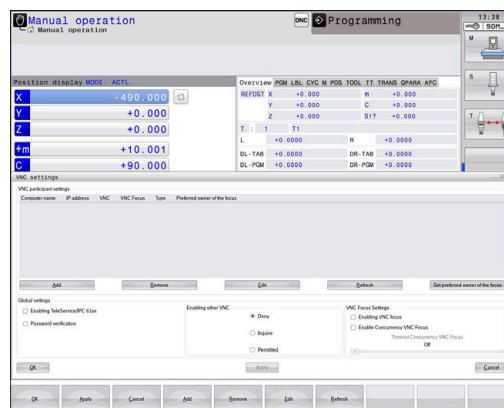 Manual operation
Manual operation
DNC
Programming
13:38
SOM
M
Position display MODE: ACTL.
X -490.000
Y +0.000
Z +0.000
+m +10.001
C +90.000
Overview PGM LBL CYC M POS TOOL TT TRANS QPARA AFC
REFDST X +0.000 m +0.000
Y +0.000 C +0.000
Z +0.000 S1? +0.000
T : 1 T1
L +0.0000 R +0.0000
DL-TAB +0.0000 DR-TAB +0.0000
DL-PGM +0.0000 DR-PGM +0.0000
S
T
VNC settings
VNC participant settings
Computer name IP address VNC VNC Focus Type Preferred owner of the focus
Add Remove Edit Refresh Set preferred owner of the focus
Global settings
Enabling TeleService/IPC 61xx
Password verification
Enabling other VNC
Deny
Inquire
Permitted
VNC Focus Settings
Enabling VNC focus
Enable Concurrency VNC Focus
Timeout Concurrency VNC Focus
Off
OK Apply Cancel
OK Apply Cancel Add Remove Edit Refresh